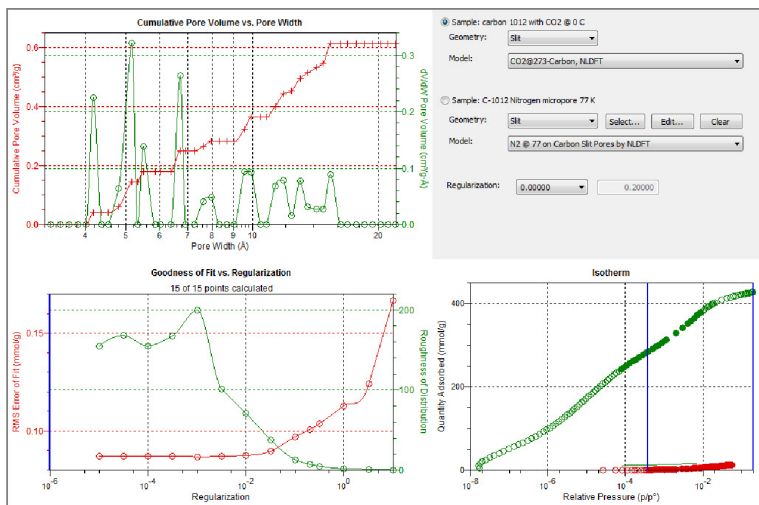 Cumulative Pore Volume vs. Pore Width
Cumulative Pore Volume (cm³/g)
0.6
0.4
0.2
0.0
0.3
0.2
0.1
0.0
dV/dW Pore Volume (cm³/g·Å)
4 5 6 7 8 9 10 20
Pore Width (Å)
Sample: carbon 1012 with CO2 @ 0 C
Geometry: Slit
Model: CO2@273-Carbon, NLDFT
Sample: C-1012 Nitrogen micropore 77 K
Geometry: Slit Select... Edit... Clear
Model: N2 @ 77 on Carbon Slit Pores by NLDFT
Regularization: 0.00000 0.20000
Goodness of Fit vs. Regularization
15 of 15 points calculated
RMS Error of Fit (mmol/g)
0.15
0.10
200
100
0
Roughness of Distribution
10⁻⁵ 10⁻⁴ 10⁻² 10⁰
Regularization
Isotherm
Quantity Adsorbed
400
200
0
10⁻⁸ 10⁻⁶ 10⁻⁴ 10⁻²
Relative Pressure (p/p°)